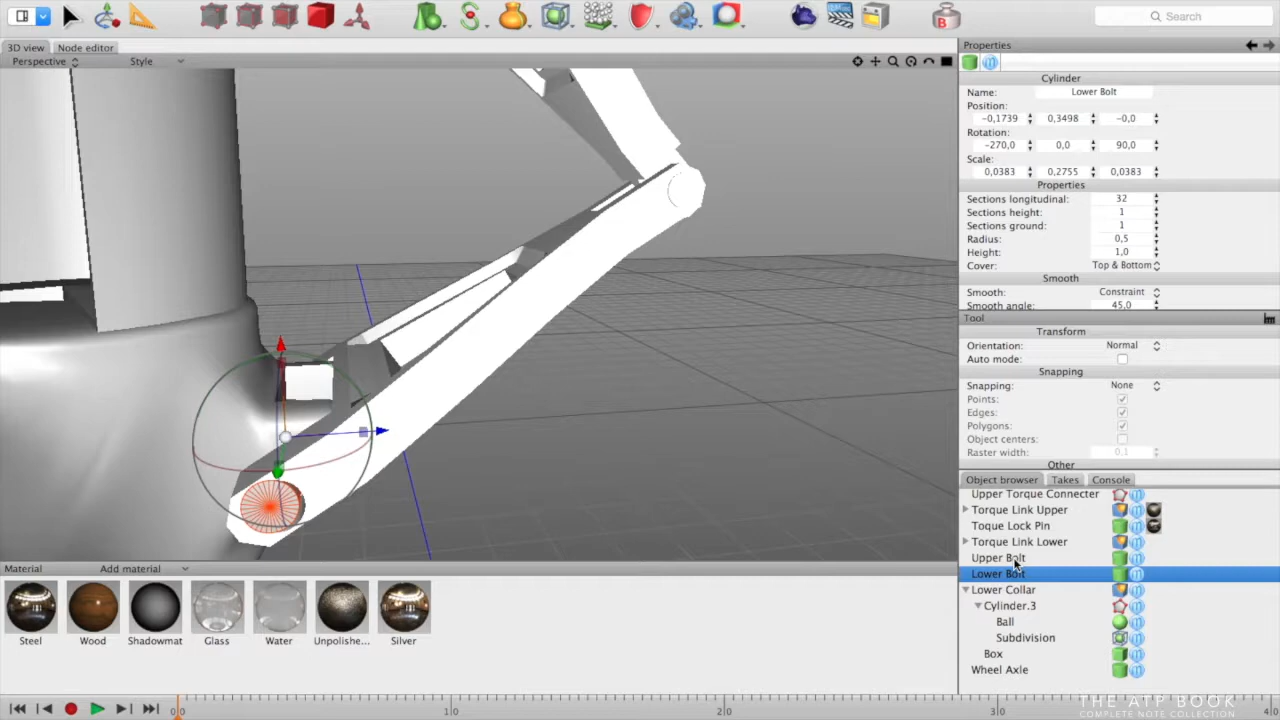 Search
3D view
Node editor
Perspective
Style
Properties
Cylinder
Name: Lower Bolt
Position:
-0,1739 0,3498 -0,0
Rotation:
-270,0 0,0 90,0
Scale:
0,0383 0,2755 0,0383
Properties
Sections longitudinal: 32
Sections height: 1
Sections ground: 1
Radius: 0,5
Height: 1,0
Cover: Top & Bottom
Smooth
Smooth: Constraint
Smooth angle: 45,0
Tool
Transform
Orientation: Normal
Auto mode:
Snapping
Snapping: None
Points:
Edges:
Polygons:
Object centers:
Raster width: 0,1
Other
Object browser
Takes
Console
Upper Torque Connecter
Torque Link Upper
Toque Lock Pin
Torque Link Lower
Upper Bolt
Lower Bolt
Lower Collar
Cylinder.3
Ball
Subdivision
Box
Wheel Axle
Material
Add material
Steel
Wood
Shadowmat
Glass
Water
Unpolishe...
Silver
0,0
1,0
2,0
3,0
4,0
THE ATP BOOK
COMPLETE NOTE COLLECTION